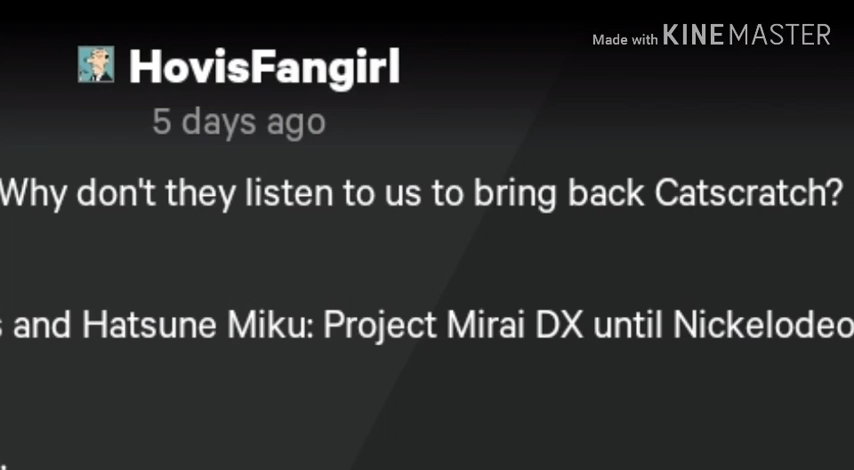 Made with KINEMASTER
HovisFangirl
5 days ago
Why don't they listen to us to bring back Catscratch?
and Hatsune Miku: Project Mirai DX until